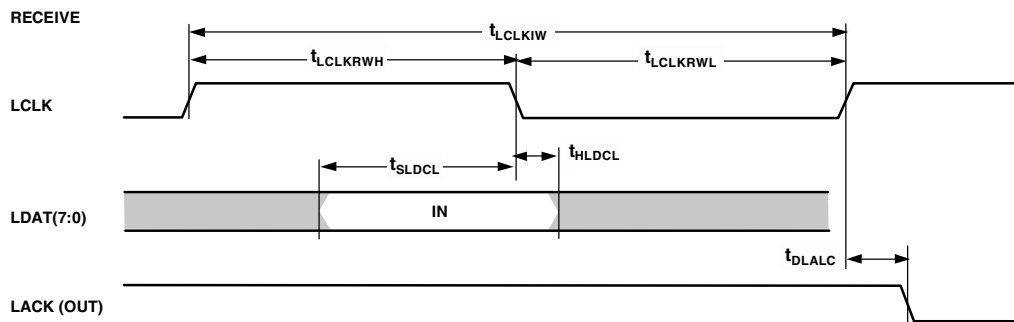 RECEIVE
tLCLKIW
tLCLKRWH
tLCLKRWL
LCLK
tHLDCL
tSLDCL
IN
LDAT(7:0)
tDLALC
LACK (OUT)